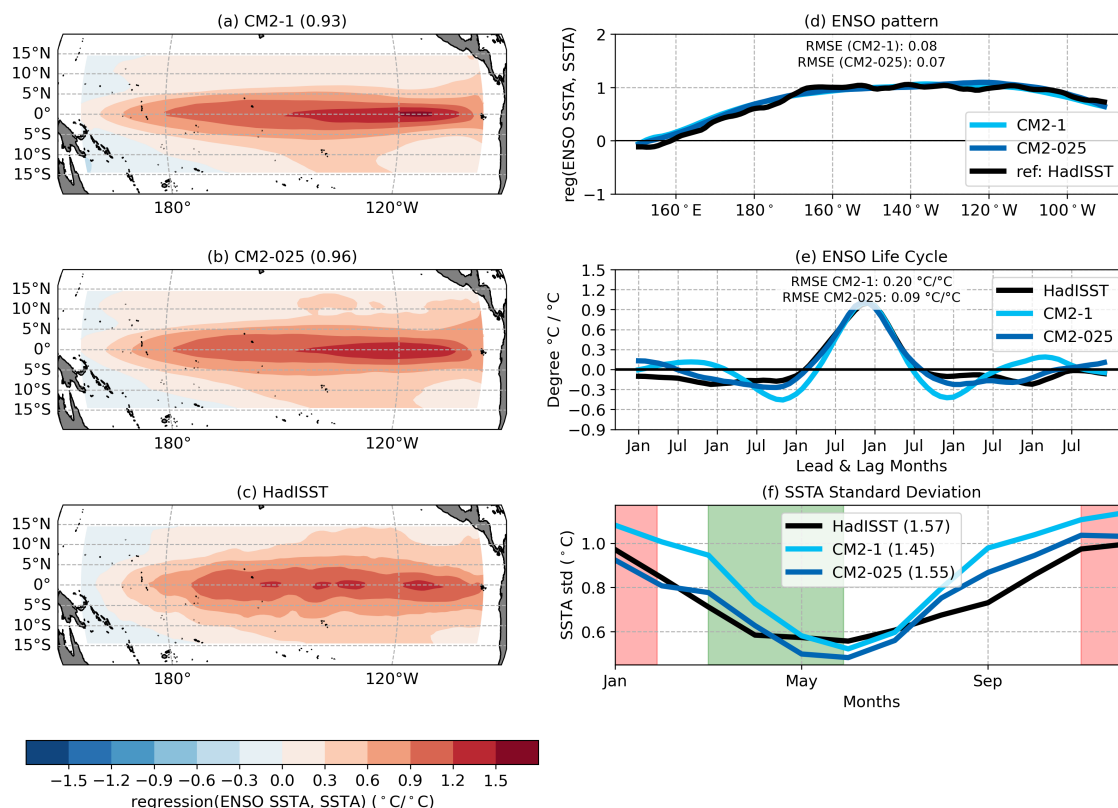 (a) CM2-1 (0.93)
15°N
10°N
5°N
0°
5°S
10°S
15°S
180°
120°W
(b) CM2-025 (0.96)
15°N
10°N
5°N
0°
5°S
10°S
15°S
180°
120°W
(c) HadISST
15°N
10°N
5°N
0°
5°S
10°S
15°S
180°
120°W
−1.5 −1.2 −0.9 −0.6 −0.3 0.0 0.3 0.6 0.9 1.2 1.5
regression(ENSO SSTA, SSTA) (°C/°C)
(d) ENSO pattern
RMSE (CM2-1): 0.08
RMSE (CM2-025): 0.07
reg(ENSO SSTA, SSTA)
2
1
0
−1
CM2-1
CM2-025
ref: HadISST
160°E 180° 160°W 140°W 120°W 100°W
(e) ENSO Life Cycle
RMSE CM2-1: 0.20 °C/°C
RMSE CM2-025: 0.09 °C/°C
Degree °C / °C
1.5
1.2
0.9
0.6
0.3
0.0
−0.3
−0.6
−0.9
HadISST
CM2-1
CM2-025
Jan Jul Jan Jul Jan Jul Jan Jul Jan Jul Jan Jul
Lead & Lag Months
(f) SSTA Standard Deviation
SSTA std (°C)
1.0
0.8
0.6
HadISST (1.57)
CM2-1 (1.45)
CM2-025 (1.55)
Jan May Sep
Months